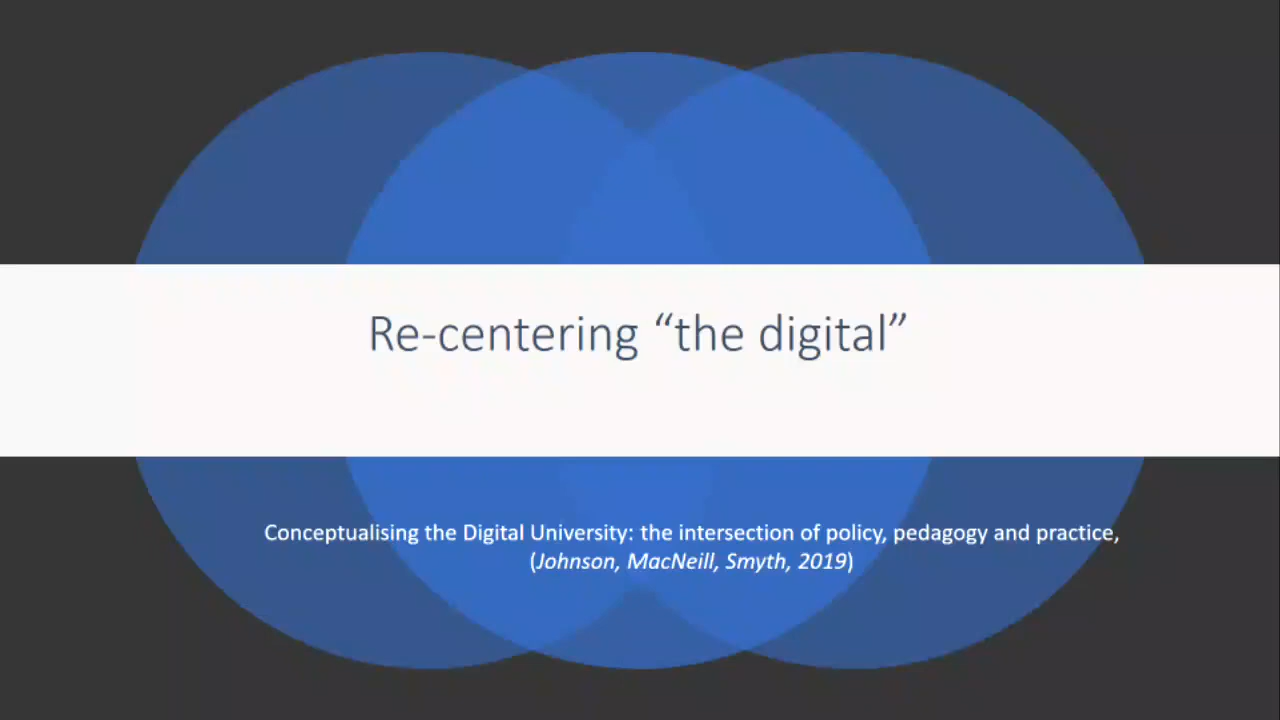 Re-centering “the digital”
Conceptualising the Digital University: the intersection of policy, pedagogy and practice,
(Johnson, MacNeill, Smyth, 2019)